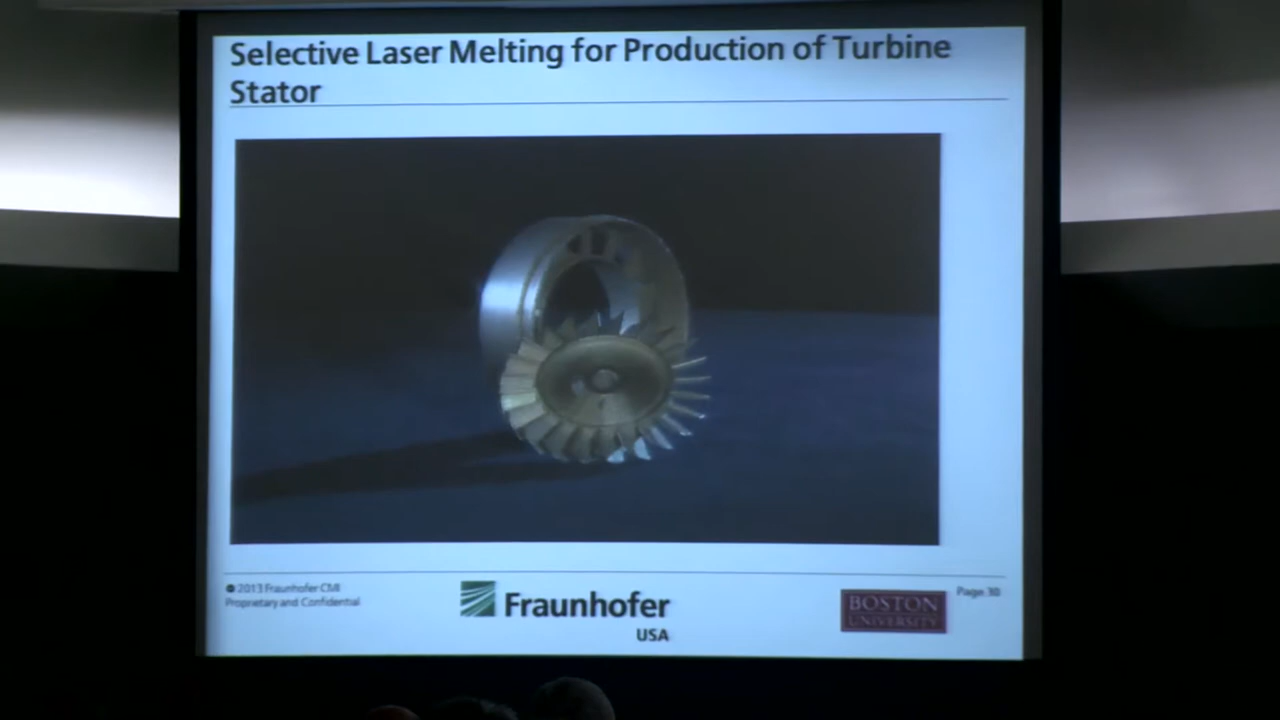 Selective Laser Melting for Production of Turbine
Stator
© 2013 Fraunhofer CMI
Proprietary and Confidential
Fraunhofer
USA
BOSTON
UNIVERSITY
Page 30